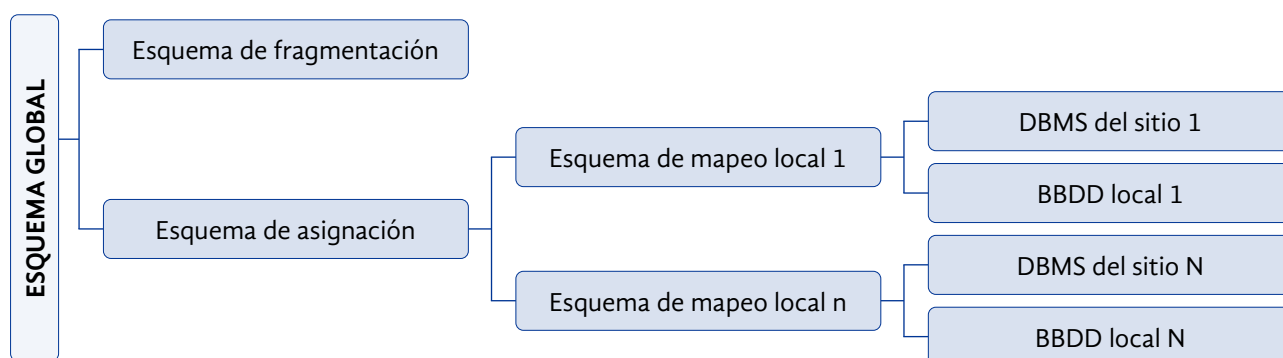 ESQUEMA GLOBAL
Esquema de fragmentación
Esquema de asignación
Esquema de mapeo local 1
DBMS del sitio 1
BBDD local 1
Esquema de mapeo local n
DBMS del sitio N
BBDD local N